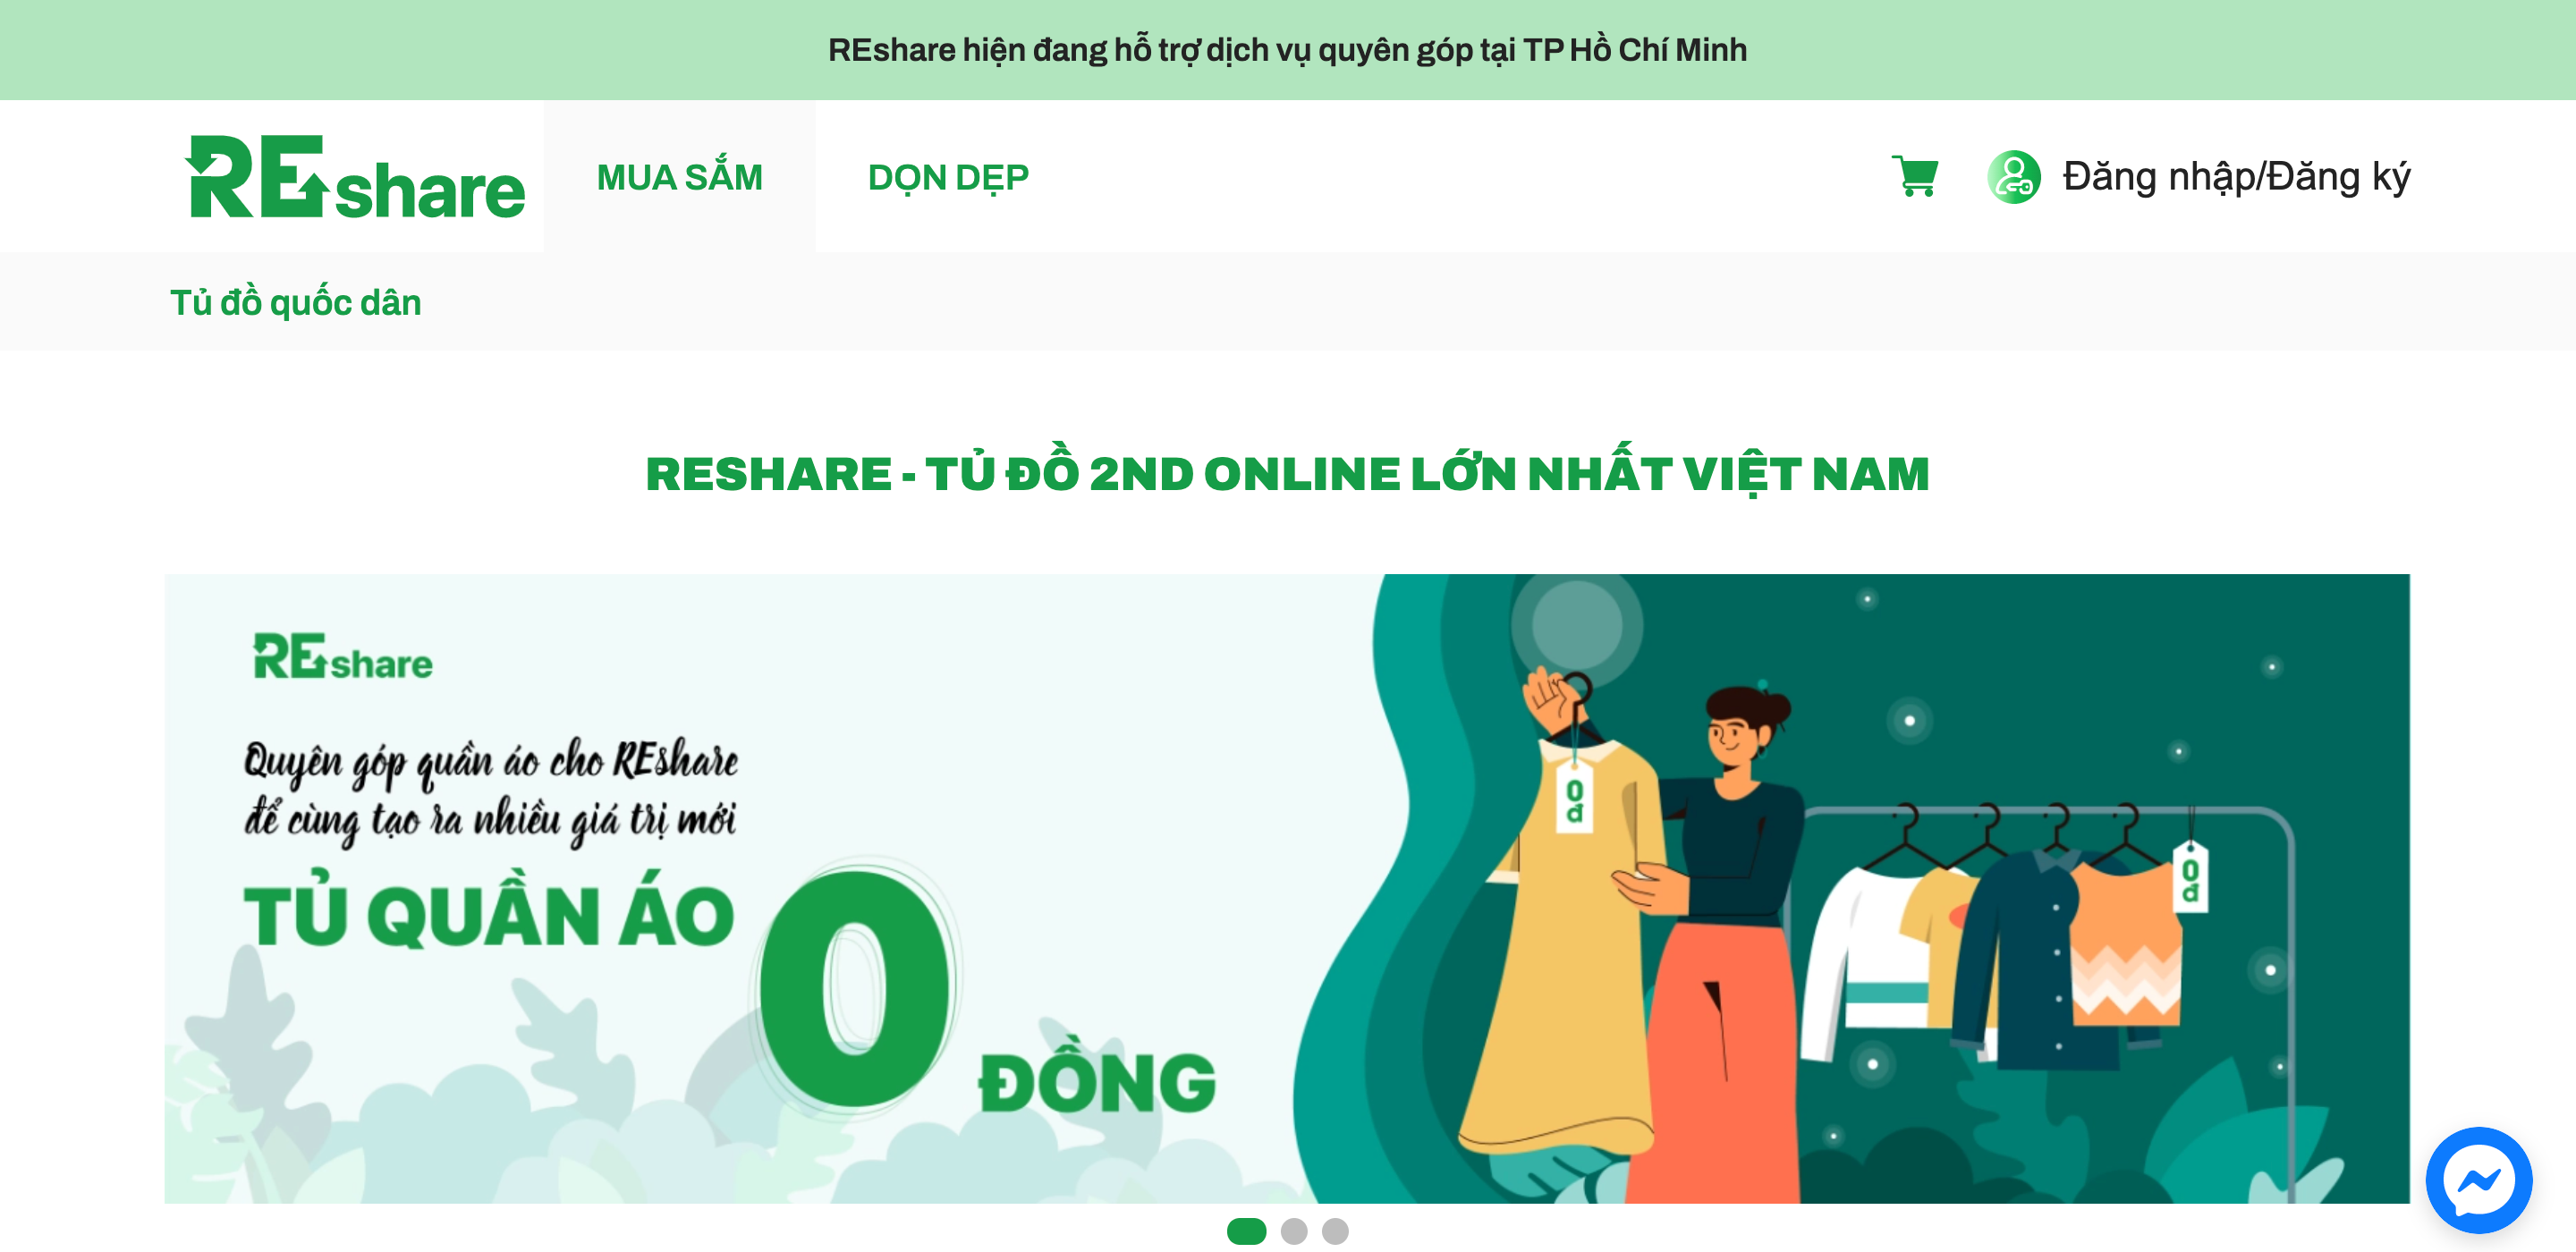 REshare hiện đang hỗ trợ dịch vụ quyên góp tại TP Hồ Chí Minh
REshare
MUA SẮM
DỌN DẸP
Đăng nhập/Đăng ký
Tủ đồ quốc dân
RESHARE - TỦ ĐỒ 2ND ONLINE LỚN NHẤT VIỆT NAM
REshare
Quyên góp quần áo cho REshare
để cùng tạo ra nhiều giá trị mới
TỦ QUẦN ÁO
0
ĐỒNG
0
đ
0
đ